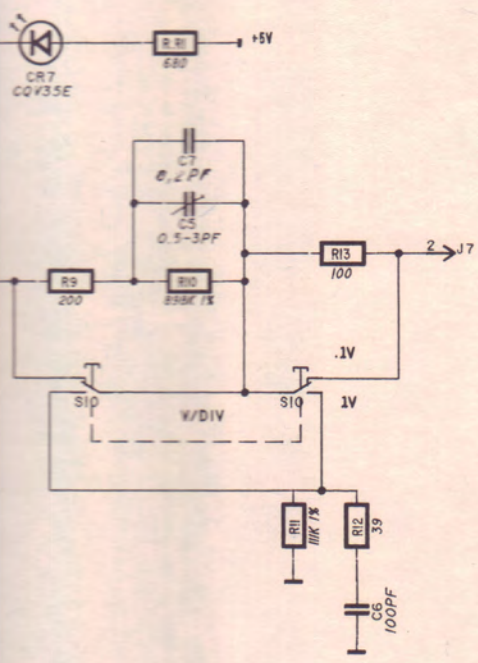 R R1
680
+5V
CR7
CQV35E
C7
8,2PF
C5
0.5-3PF
R9
200
R10
898K 1%
R13
100
2
J7
.1V
1V
S10
S10
V/DIV
R11
111K 1%
R12
39
C6
100PF